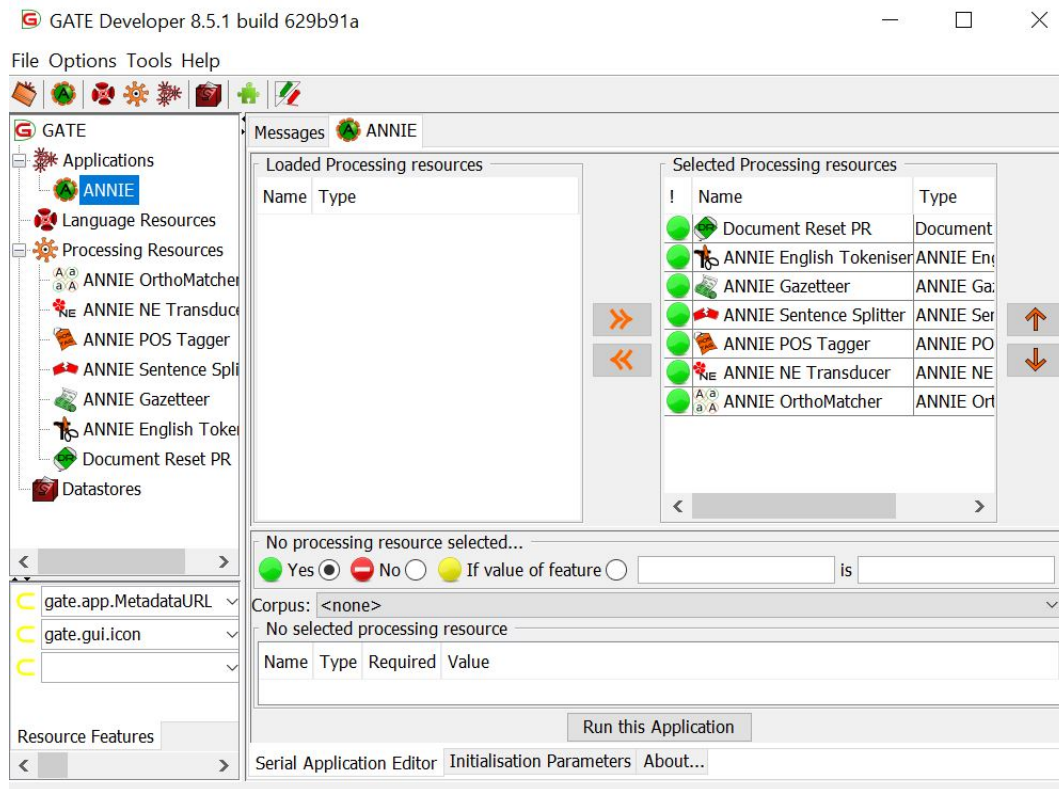 GATE Developer 8.5.1 build 629b91a
File Options Tools Help
GATE
Applications
ANNIE
Language Resources
Processing Resources
ANNIE OrthoMatcher
ANNIE NE Transduce
ANNIE POS Tagger
ANNIE Sentence Spli
ANNIE Gazetteer
ANNIE English Toke
Document Reset PR
Datastores
gate.app.MetadataURL
gate.gui.icon
Resource Features
Messages ANNIE
Loaded Processing resources
Name Type
Selected Processing resources
! Name Type
Document Reset PR Document
ANNIE English Tokeniser ANNIE Eng
ANNIE Gazetteer ANNIE Gaz
ANNIE Sentence Splitter ANNIE Sen
ANNIE POS Tagger ANNIE PO
ANNIE NE Transducer ANNIE NE
ANNIE OrthoMatcher ANNIE Ort
No processing resource selected...
Yes No If value of feature is
Corpus: <none>
No selected processing resource
Name Type Required Value
Run this Application
Serial Application Editor Initialisation Parameters About...